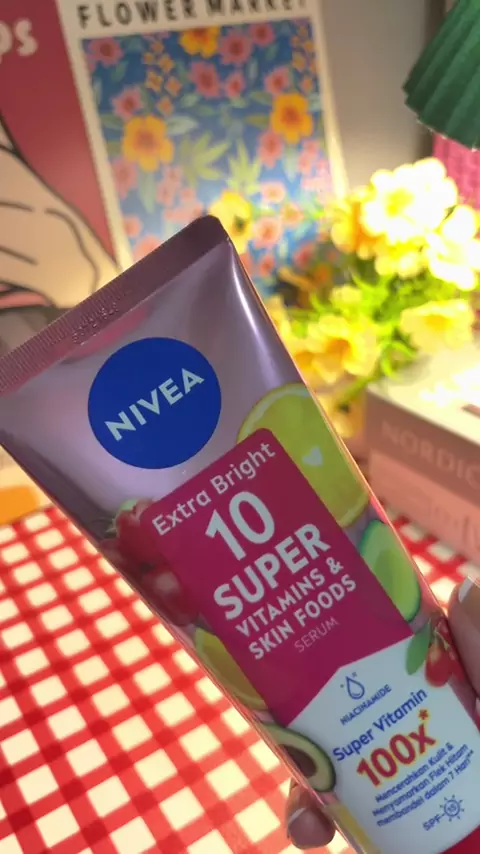 FLOWER MARKET
PS
NIVEA
Extra Bright
10
SUPER
VITAMINS &
SKIN FOODS
SERUM
NIACINAMIDE
Super Vitamin
100x*
Mencerahkan Kulit &
Menyamarkan Flek Hitam
membandel dalam 7 Hari**
SPF
NORDIC